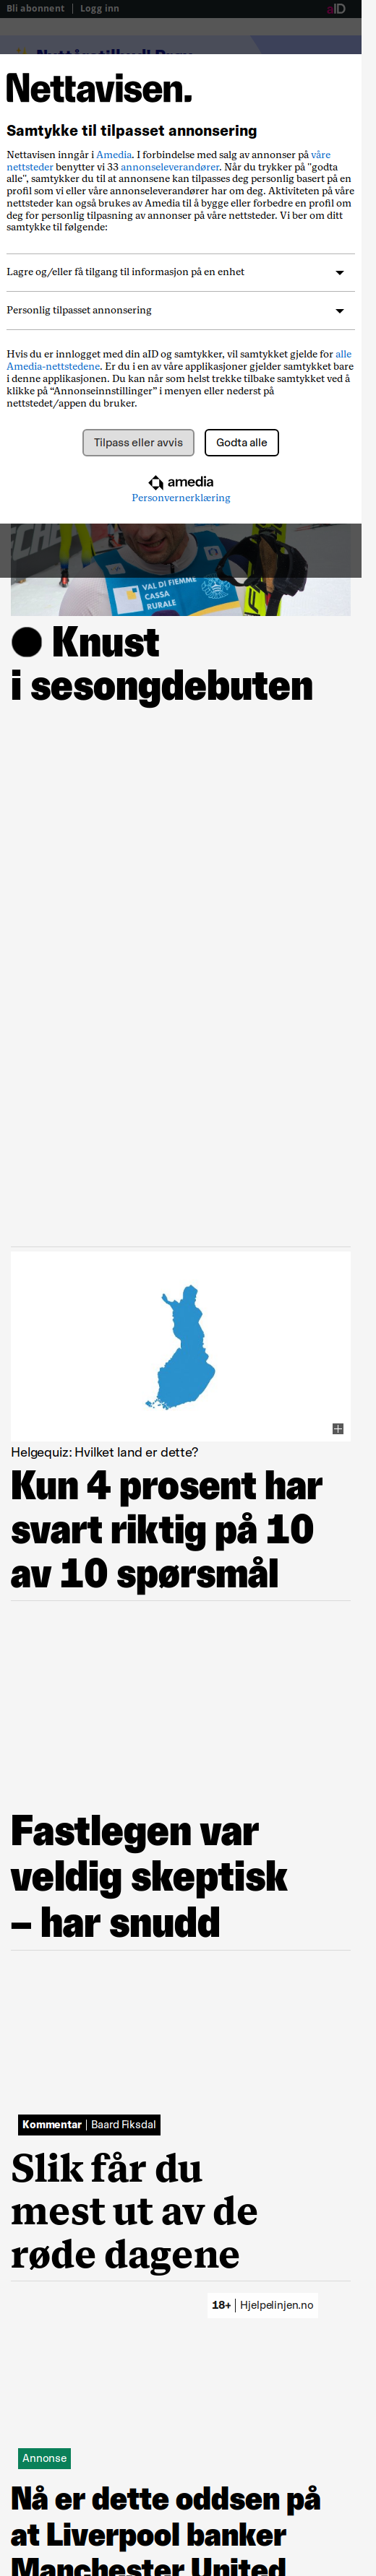 Bli abonnent | Logg inn
aID
Nettavisen.
Samtykke til tilpasset annonsering
Nettavisen inngår i Amedia. I forbindelse med salg av annonser på våre
nettsteder benytter vi 33 annonseleverandører. Når du trykker på "godta
alle", samtykker du til at annonsene kan tilpasses deg personlig basert på en
profil som vi eller våre annonseleverandører har om deg. Aktiviteten på våre
nettsteder kan også brukes av Amedia til å bygge eller forbedre en profil om
deg for personlig tilpasning av annonser på våre nettsteder. Vi ber om ditt
samtykke til følgende:
Lagre og/eller få tilgang til informasjon på en enhet
Personlig tilpasset annonsering
Hvis du er innlogget med din aID og samtykker, vil samtykket gjelde for alle
Amedia-nettstedene. Er du i en av våre applikasjoner gjelder samtykket bare
i denne applikasjonen. Du kan når som helst trekke tilbake samtykket ved å
klikke på “Annonseinnstillinger” i menyen eller nederst på
nettstedet/appen du bruker.
Tilpass eller avvis
Godta alle
amedia
Personvernerklæring
VAL DI FIEMME
CASSA
RURALE
Knust
i sesongdebuten
Helgequiz: Hvilket land er dette?
Kun 4 prosent har
svart riktig på 10
av 10 spørsmål
Fastlegen var
veldig skeptisk
– har snudd
Kommentar | Baard Fiksdal
Slik får du
mest ut av de
røde dagene
18+ | Hjelpelinjen.no
Annonse
Nå er dette oddsen på
at Liverpool banker
Manchester United